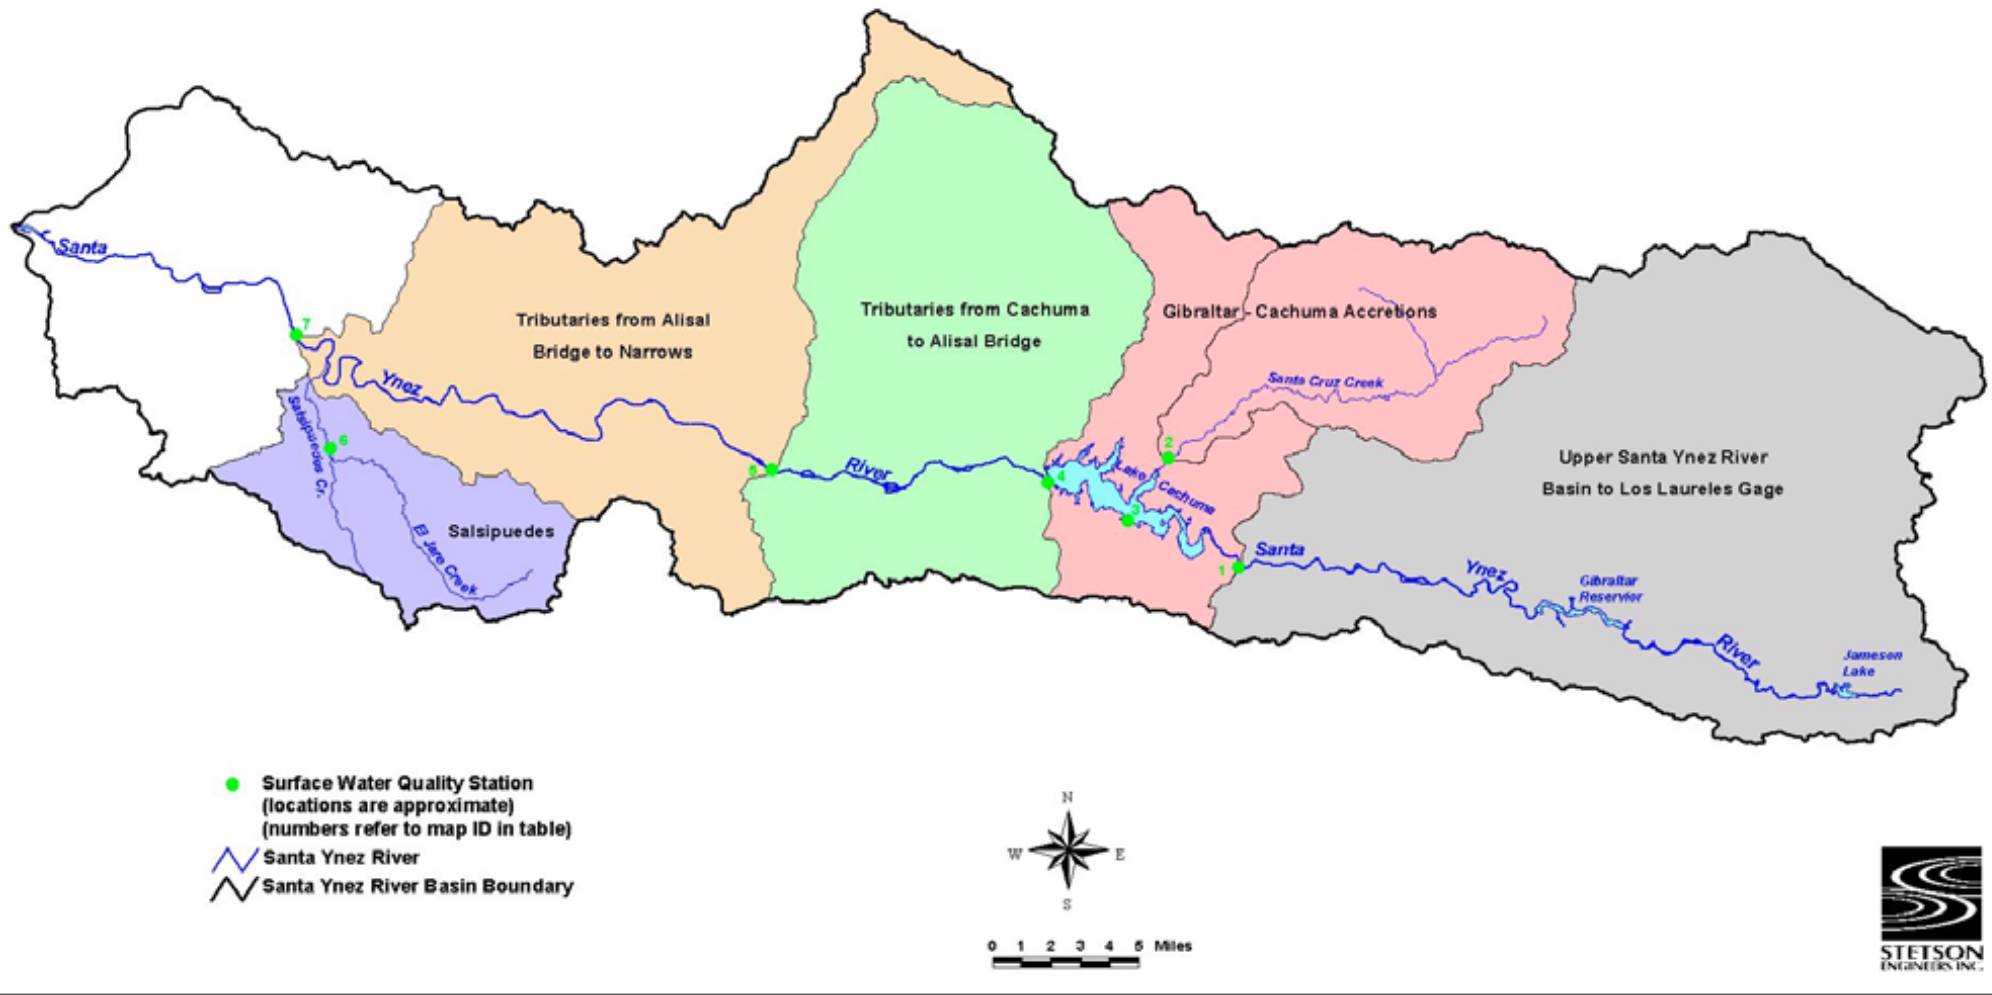 Santa
7
Tributaries from Alisal
Bridge to Narrows
Ynez
Tributaries from Cachuma
to Alisal Bridge
Gibraltar - Cachuma Accretions
Santa Cruz Creek
Salsipuedes Cr.
6
El Jaro Creek
Salsipuedes
5
River
4
Lake Cachuma
2
3
1
Upper Santa Ynez River
Basin to Los Laureles Gage
Santa
Ynez
Gibraltar
Reservior
River
Jameson
Lake
Surface Water Quality Station
(locations are approximate)
(numbers refer to map ID in table)
Santa Ynez River
Santa Ynez River Basin Boundary
N
W E
S
0 1 2 3 4 5 Miles
STETSON
ENGINEERS INC.